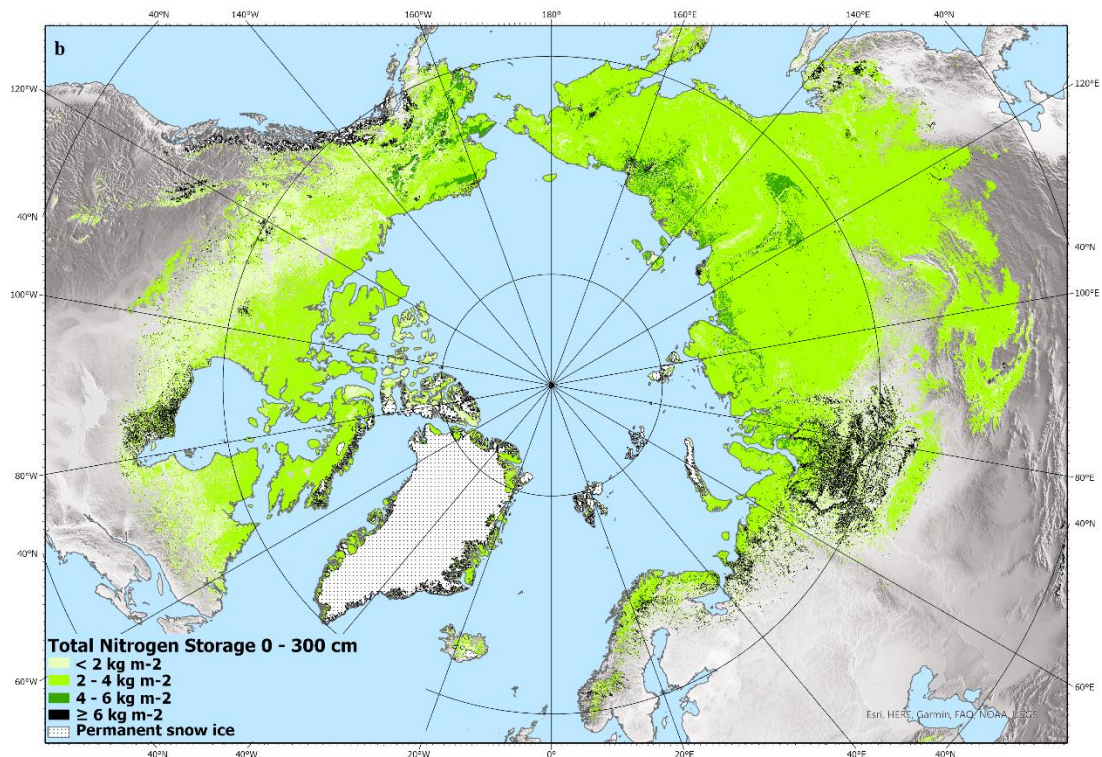 40°N 140°W 160°W 180° 160°E 140°E 40°N
b
120°W
120°E
40°N
40°N
100°W
100°E
80°W
80°E
40°N
40°N
60°W
60°E
Total Nitrogen Storage 0 - 300 cm
< 2 kg m-2
2 - 4 kg m-2
4 - 6 kg m-2
≥ 6 kg m-2
Permanent snow ice
Esri, HERE, Garmin, FAO, NOAA, USGS
40°N 40°W 20°W 0° 20°E 40°E 40°N